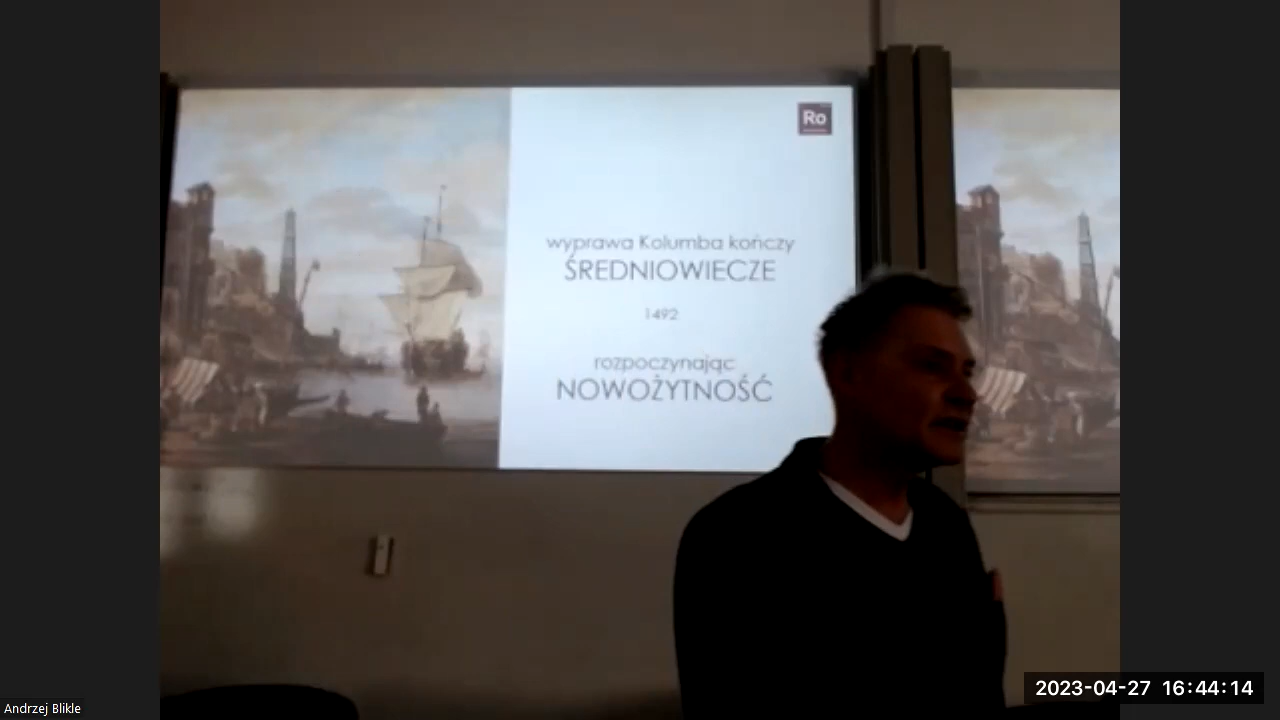 Ro
wyprawa Kolumba kończy
ŚREDNIOWIECZE
1492
rozpoczynając
NOWOŻYTNOŚĆ
Andrzej Blikle
2023-04-27 16:44:14